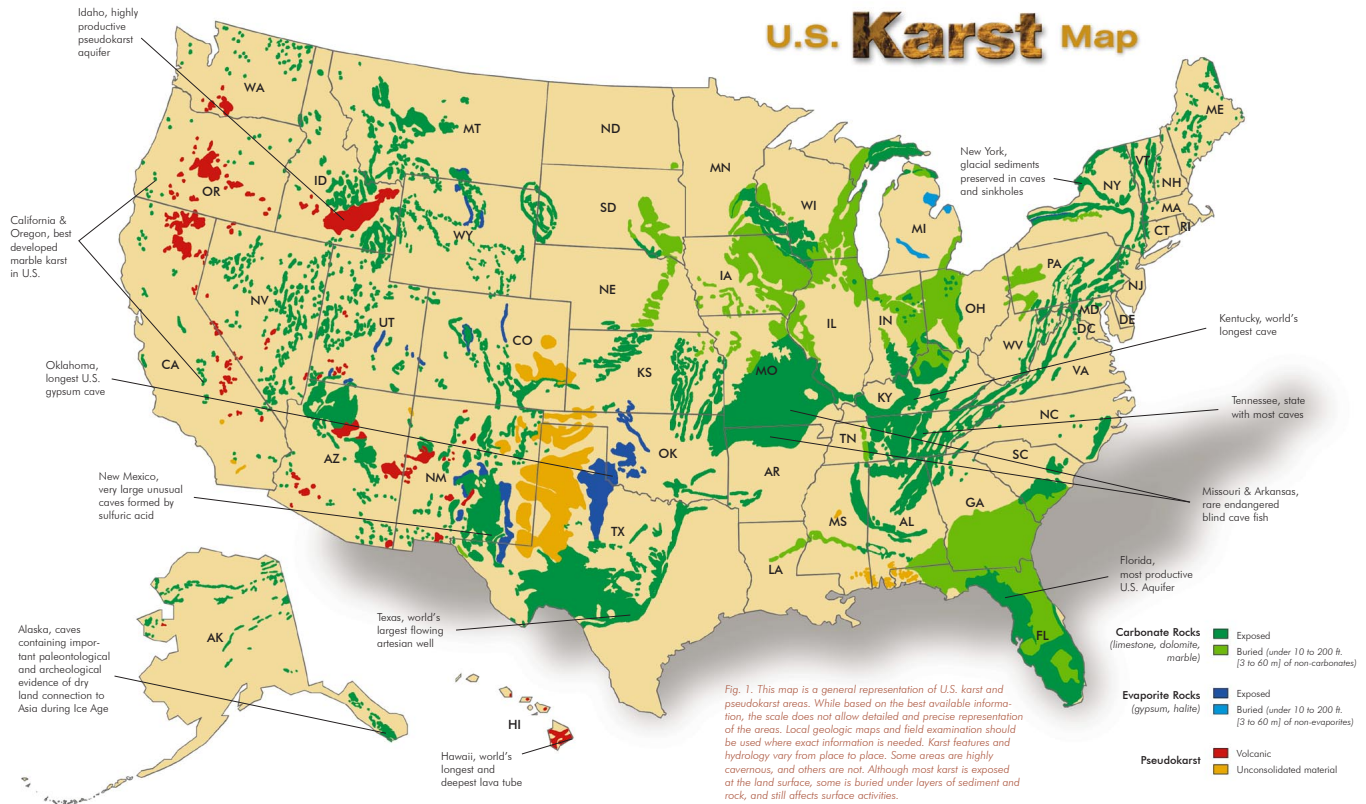 U.S. Karst Map
Idaho, highly
productive
pseudokarst
aquifer
California &
Oregon, best
developed
marble karst
in U.S.
Oklahoma,
longest U.S.
gypsum cave
New Mexico,
very large unusual
caves formed by
sulfuric acid
Alaska, caves
containing impor-
tant paleontological
and archeological
evidence of dry
land connection to
Asia during Ice Age
Texas, world's
largest flowing
artesian well
Hawaii, world's
longest and
deepest lava tube
New York,
glacial sediments
preserved in caves
and sinkholes
Kentucky, world's
longest cave
Tennessee, state
with most caves
Missouri & Arkansas,
rare endangered
blind cave fish
Florida,
most productive
U.S. Aquifer
WA
MT
ND
MN
ME
OR
ID
WY
SD
WI
MI
NY
VT
NH
MA
CT
RI
NV
UT
CO
NE
IA
IL
IN
OH
PA
NJ
MD
DE
DC
WV
VA
CA
KS
MO
KY
NC
TN
SC
AZ
NM
OK
AR
TX
LA
MS
AL
GA
FL
AK
HI
Carbonate Rocks
(limestone, dolomite,
marble)
Exposed
Buried (under 10 to 200 ft.
[3 to 60 m] of non-carbonates)
Evaporite Rocks
(gypsum, halite)
Exposed
Buried (under 10 to 200 ft.
[3 to 60 m] of non-evaporites)
Pseudokarst
Volcanic
Unconsolidated material
Fig. 1. This map is a general representation of U.S. karst and
pseudokarst areas. While based on the best available informa-
tion, the scale does not allow detailed and precise representation
of the areas. Local geologic maps and field examination should
be used where exact information is needed. Karst features and
hydrology vary from place to place. Some areas are highly
cavernous, and others are not. Although most karst is exposed
at the land surface, some is buried under layers of sediment and
rock, and still affects surface activities.